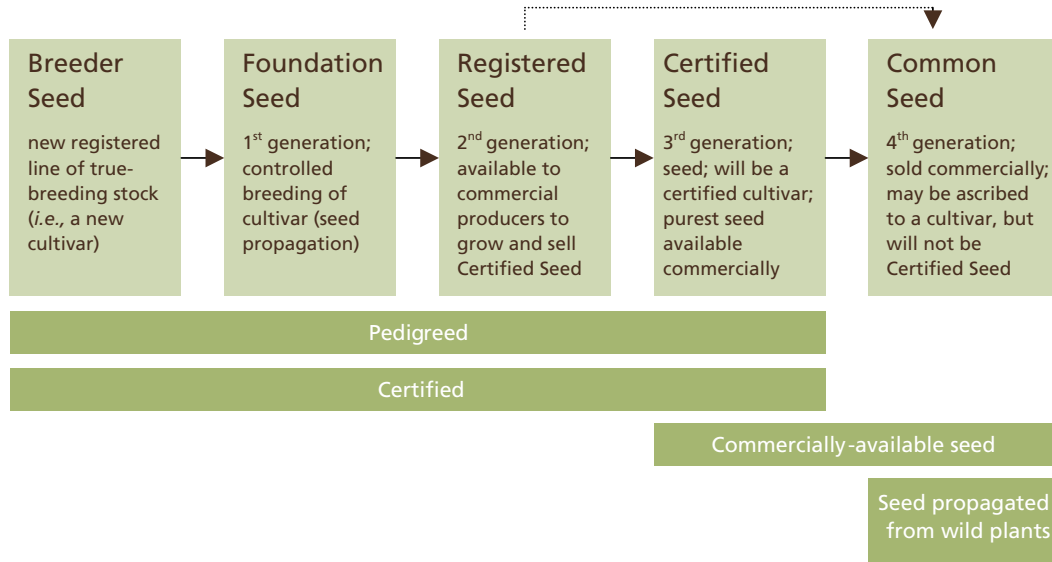 Breeder
Seed
new registered
line of true-
breeding stock
(i.e., a new
cultivar)
Foundation
Seed
1st generation;
controlled
breeding of
cultivar (seed
propagation)
Registered
Seed
2nd generation;
available to
commercial
producers to
grow and sell
Certified Seed
Certified
Seed
3rd generation;
seed; will be a
certified cultivar;
purest seed
available
commercially
Common
Seed
4th generation;
sold commercially;
may be ascribed
to a cultivar, but
will not be
Certified Seed
Pedigreed
Certified
Commercially-available seed
Seed propagated
from wild plants